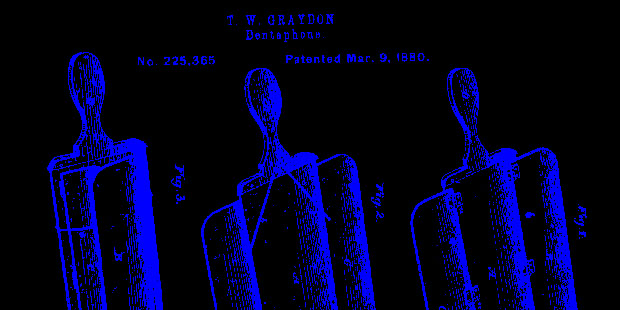 T. W. GRAYDON
Dentaphone.
No. 225,365
Patented Mar. 9, 1880.
Fig. 3.
Fig. 2.
Fig. 1.